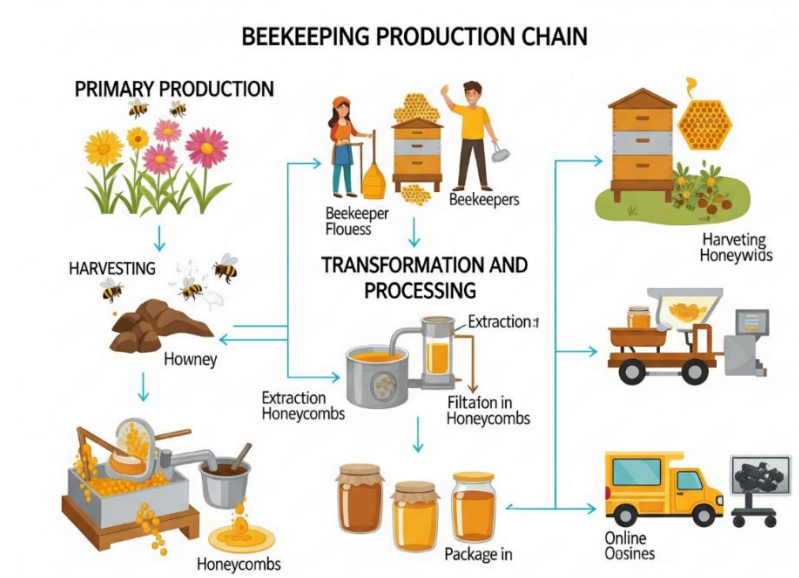 BEEKEEPING PRODUCTION CHAIN
PRIMARY PRODUCTION
Beekeeper
Flouess
Beekeepers
Harveting
Honeywids
HARVESTING
TRANSFORMATION AND
PROCESSING
Extraction:
Howney
Extraction
Honeycombs
Filtafon in
Honeycombs
Honeycombs
Package in
Online
Oosines